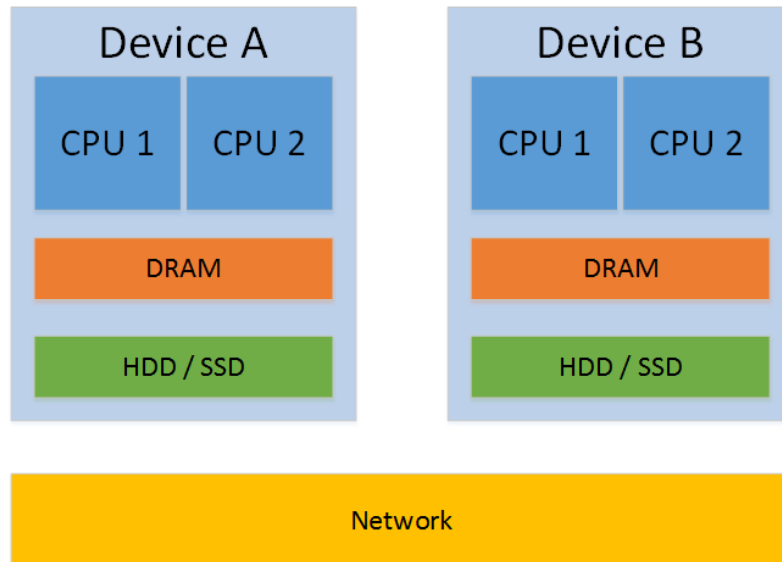 Device A
CPU 1
CPU 2
DRAM
HDD / SSD
Device B
CPU 1
CPU 2
DRAM
HDD / SSD
Network